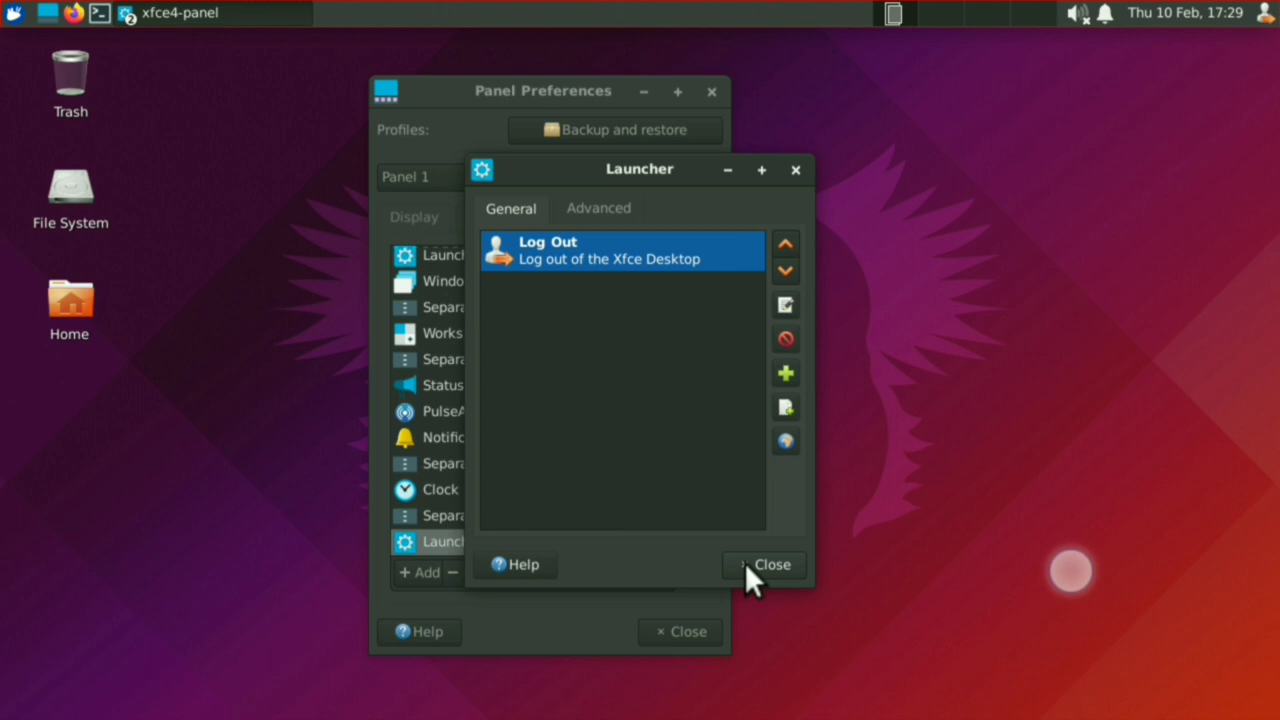 2
xfce4-panel
Thu 10 Feb, 17:29
Trash
File System
Home
Panel Preferences
Profiles:
Backup and restore
Panel 1
Display
Launch
Windo
Separa
Works
Separa
Status
PulseA
Notific
Separa
Clock
Separa
Launch
+ Add
Help
× Close
Launcher
General
Advanced
Log Out
Log out of the Xfce Desktop
Help
Close